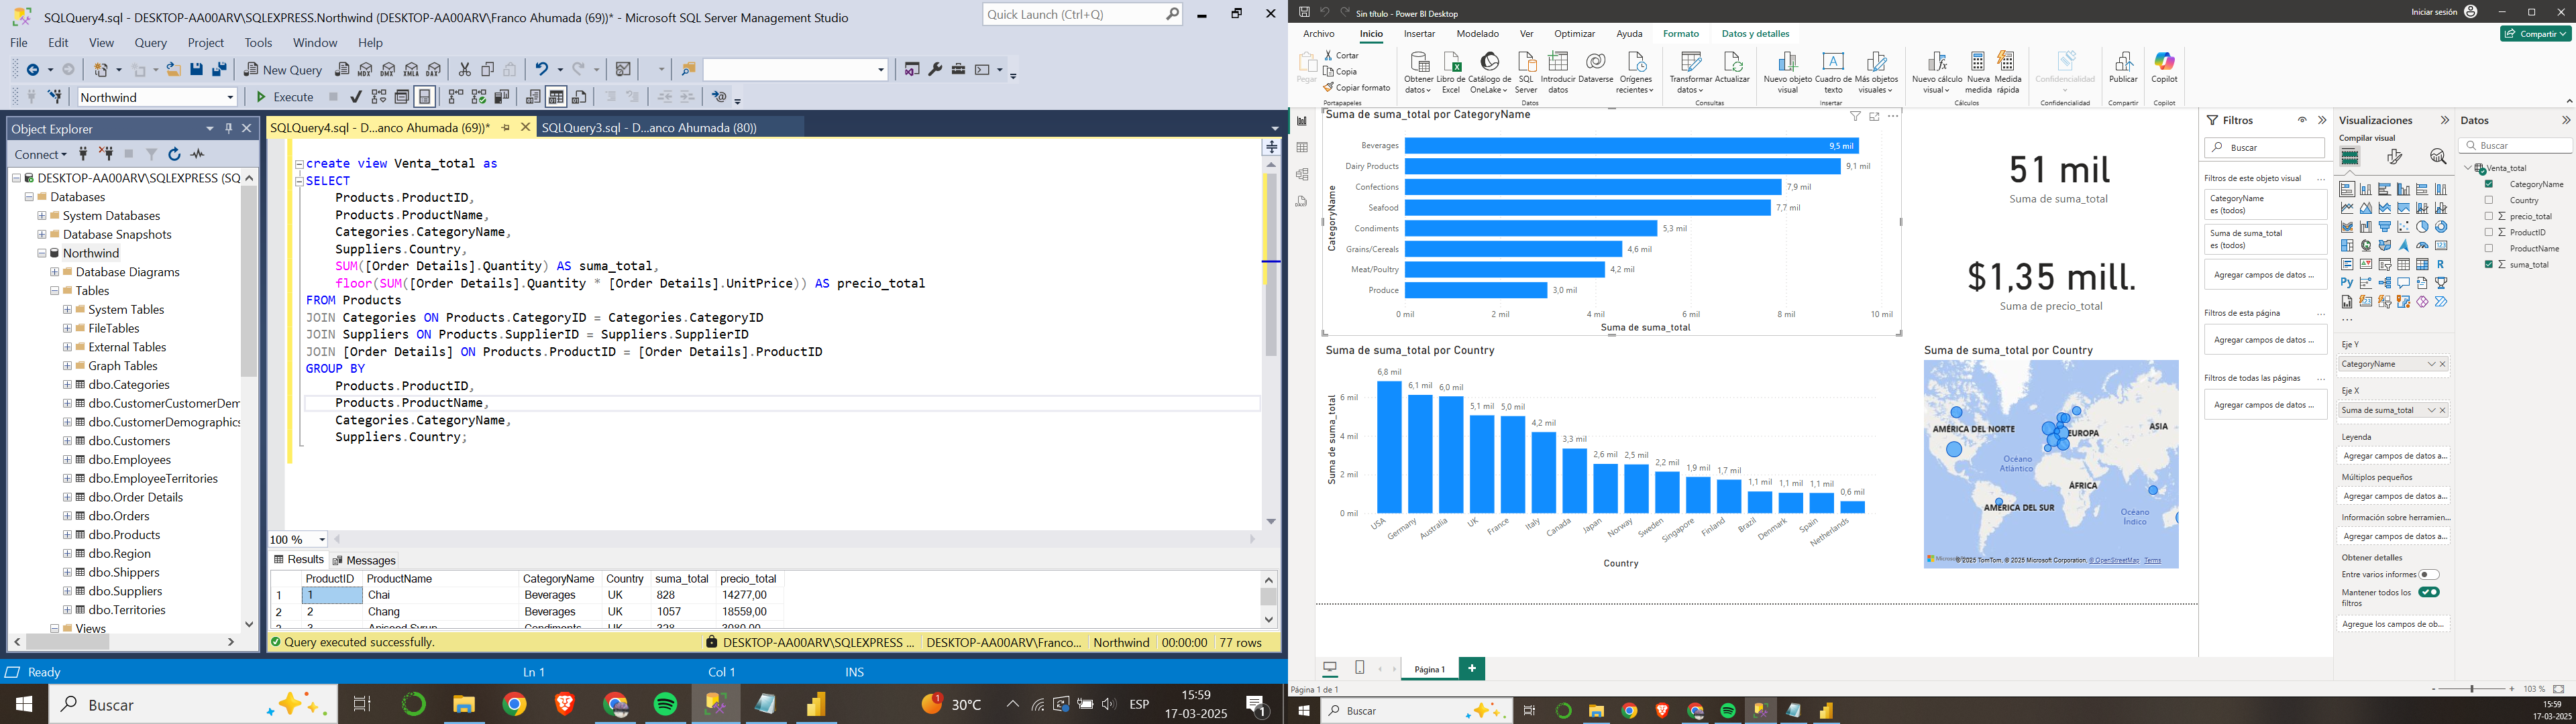 SQLQuery4.sql - DESKTOP-AA00ARV\SQLEXPRESS.Northwind (DESKTOP-AA00ARV\Franco Ahumada (69))* - Microsoft SQL Server Management Studio
Quick Launch (Ctrl+Q)
File Edit View Query Project Tools Window Help
New Query
MDX DMX XMLA DAX
Northwind
Execute
Object Explorer
Connect
DESKTOP-AA00ARV\SQLEXPRESS (SQ
Databases
System Databases
Database Snapshots
Northwind
Database Diagrams
Tables
System Tables
FileTables
External Tables
Graph Tables
dbo.Categories
dbo.CustomerCustomerDem
dbo.CustomerDemographics
dbo.Customers
dbo.Employees
dbo.EmployeeTerritories
dbo.Order Details
dbo.Orders
dbo.Products
dbo.Region
dbo.Shippers
dbo.Suppliers
dbo.Territories
Views
SQLQuery4.sql - D...anco Ahumada (69))*
SQLQuery3.sql - D...anco Ahumada (80))
create view Venta_total as
SELECT
Products.ProductID,
Products.ProductName,
Categories.CategoryName,
Suppliers.Country,
SUM([Order Details].Quantity) AS suma_total,
floor(SUM([Order Details].Quantity * [Order Details].UnitPrice)) AS precio_total
FROM Products
JOIN Categories ON Products.CategoryID = Categories.CategoryID
JOIN Suppliers ON Products.SupplierID = Suppliers.SupplierID
JOIN [Order Details] ON Products.ProductID = [Order Details].ProductID
GROUP BY
Products.ProductID,
Products.ProductName,
Categories.CategoryName,
Suppliers.Country;
100 %
Results Messages
ProductID ProductName CategoryName Country suma_total precio_total
1 1 Chai Beverages UK 828 14277,00
2 2 Chang Beverages UK 1057 18559,00
3 3 Aniseed Syrup Condiments UK 328 3080,00
Query executed successfully.
DESKTOP-AA00ARV\SQLEXPRESS ...
DESKTOP-AA00ARV\Franco...
Northwind
00:00:00
77 rows
Ready
Ln 1
Col 1
INS
Buscar
1
30°C
ESP
15:59
17-03-2025
1
Sin título - Power BI Desktop
Iniciar sesión
Archivo Inicio Insertar Modelado Ver Optimizar Ayuda Formato Datos y detalles
Compartir
Pegar
Cortar
Copia
Copiar formato
Portapapeles
Obtener datos
Libro de Excel
Catálogo de OneLake
SQL Server
Introducir datos
Dataverse
Orígenes recientes
Datos
Transformar datos
Actualizar
Consultas
Nuevo objeto visual
Cuadro de texto
Más objetos visuales
Insertar
Nuevo cálculo visual
Nueva medida
Medida rápida
Cálculos
Confidencialidad
Confidencialidad
Publicar
Compartir
Copilot
Copilot
Suma de suma_total por CategoryName
CategoryName
Beverages 9,5 mil
Dairy Products 9,1 mil
Confections 7,9 mil
Seafood 7,7 mil
Condiments 5,3 mil
Grains/Cereals 4,6 mil
Meat/Poultry 4,2 mil
Produce 3,0 mil
0 mil 2 mil 4 mil 6 mil 8 mil 10 mil
Suma de suma_total
51 mil
Suma de suma_total
$1,35 mill.
Suma de precio_total
Suma de suma_total por Country
Suma de suma_total
6 mil
4 mil
2 mil
0 mil
6,8 mil 6,1 mil 6,0 mil 5,1 mil 5,0 mil 4,2 mil 3,3 mil 2,6 mil 2,5 mil 2,2 mil 1,9 mil 1,7 mil 1,1 mil 1,1 mil 1,1 mil 0,6 mil
USA Germany Australia UK France Italy Canada Japan Norway Sweden Singapore Finland Brazil Denmark Spain Netherlands
Country
Suma de suma_total por Country
AMÉRICA DEL NORTE
EUROPA
ASIA
Océano
Atlántico
ÁFRICA
AMÉRICA DEL SUR
Océano
Índico
© 2025 TomTom, © 2025 Microsoft Corporation, © OpenStreetMap Terms
Filtros
Buscar
Filtros de este objeto visual ...
CategoryName
es (todos)
Suma de suma_total
es (todos)
Agregar campos de datos ...
Filtros de esta página ...
Agregar campos de datos ...
Filtros de todas las páginas ...
Agregar campos de datos ...
Visualizaciones
Compilar visual
R
Py
...
Eje Y
CategoryName
Eje X
Suma de suma_total
Leyenda
Agregar campos de datos a...
Múltiplos pequeños
Agregar campos de datos a...
Información sobre herramien...
Agregar campos de datos a...
Obtener detalles
Entre varios informes
Mantener todos los filtros
Agregue los campos de ob...
Datos
Buscar
Venta_total
CategoryName
Country
precio_total
ProductID
ProductName
suma_total
Página 1
Página 1 de 1
103 %
Buscar
15:59
17-03-2025